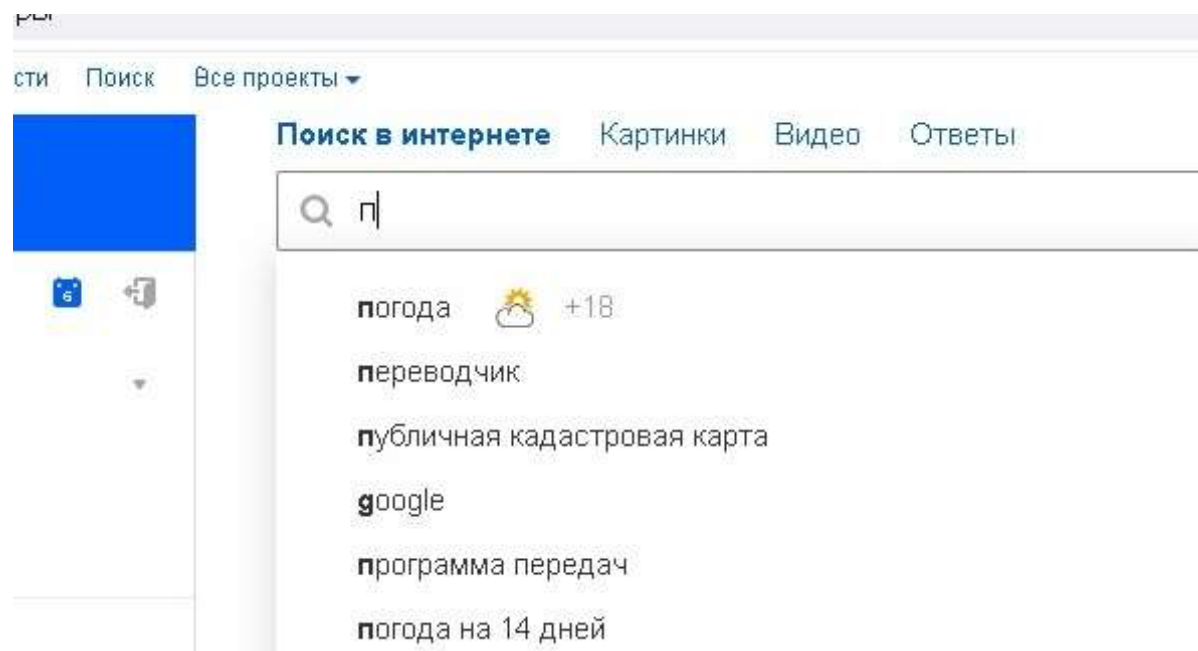 сти Поиск Все проекты
Поиск в интернете Картинки Видео Ответы
п
6
погода +18
переводчик
публичная кадастровая карта
google
программа передач
погода на 14 дней